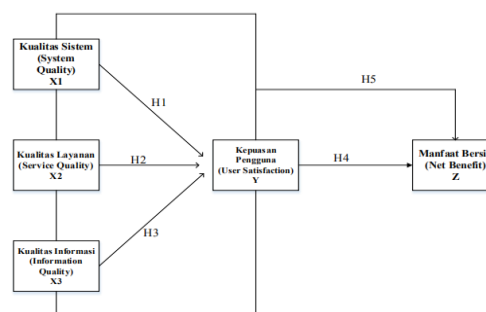 Kualitas Sistem
(System
Quality)
X1
H1
H5
Kualitas Layanan
(Service Quality)
X2
H2
Kepuasan
Pengguna
(User Satisfaction)
Y
H4
Manfaat Bersi
(Net Benefit)
Z
H3
Kualitas Informasi
(Information
Quality)
X3